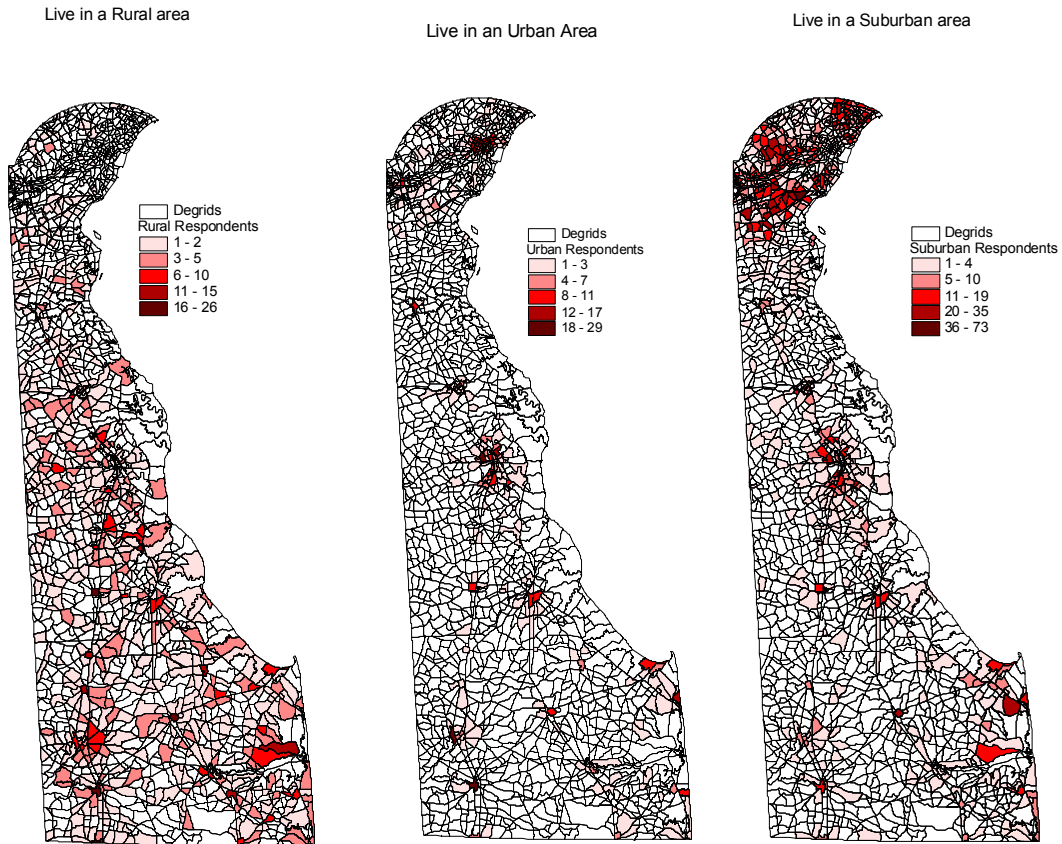 Live in a Rural area
Live in an Urban Area
Live in a Suburban area
Degrids
Rural Respondents
1 - 2
3 - 5
6 - 10
11 - 15
16 - 26
Degrids
Urban Respondents
1 - 3
4 - 7
8 - 11
12 - 17
18 - 29
Degrids
Suburban Respondents
1 - 4
5 - 10
11 - 19
20 - 35
36 - 73